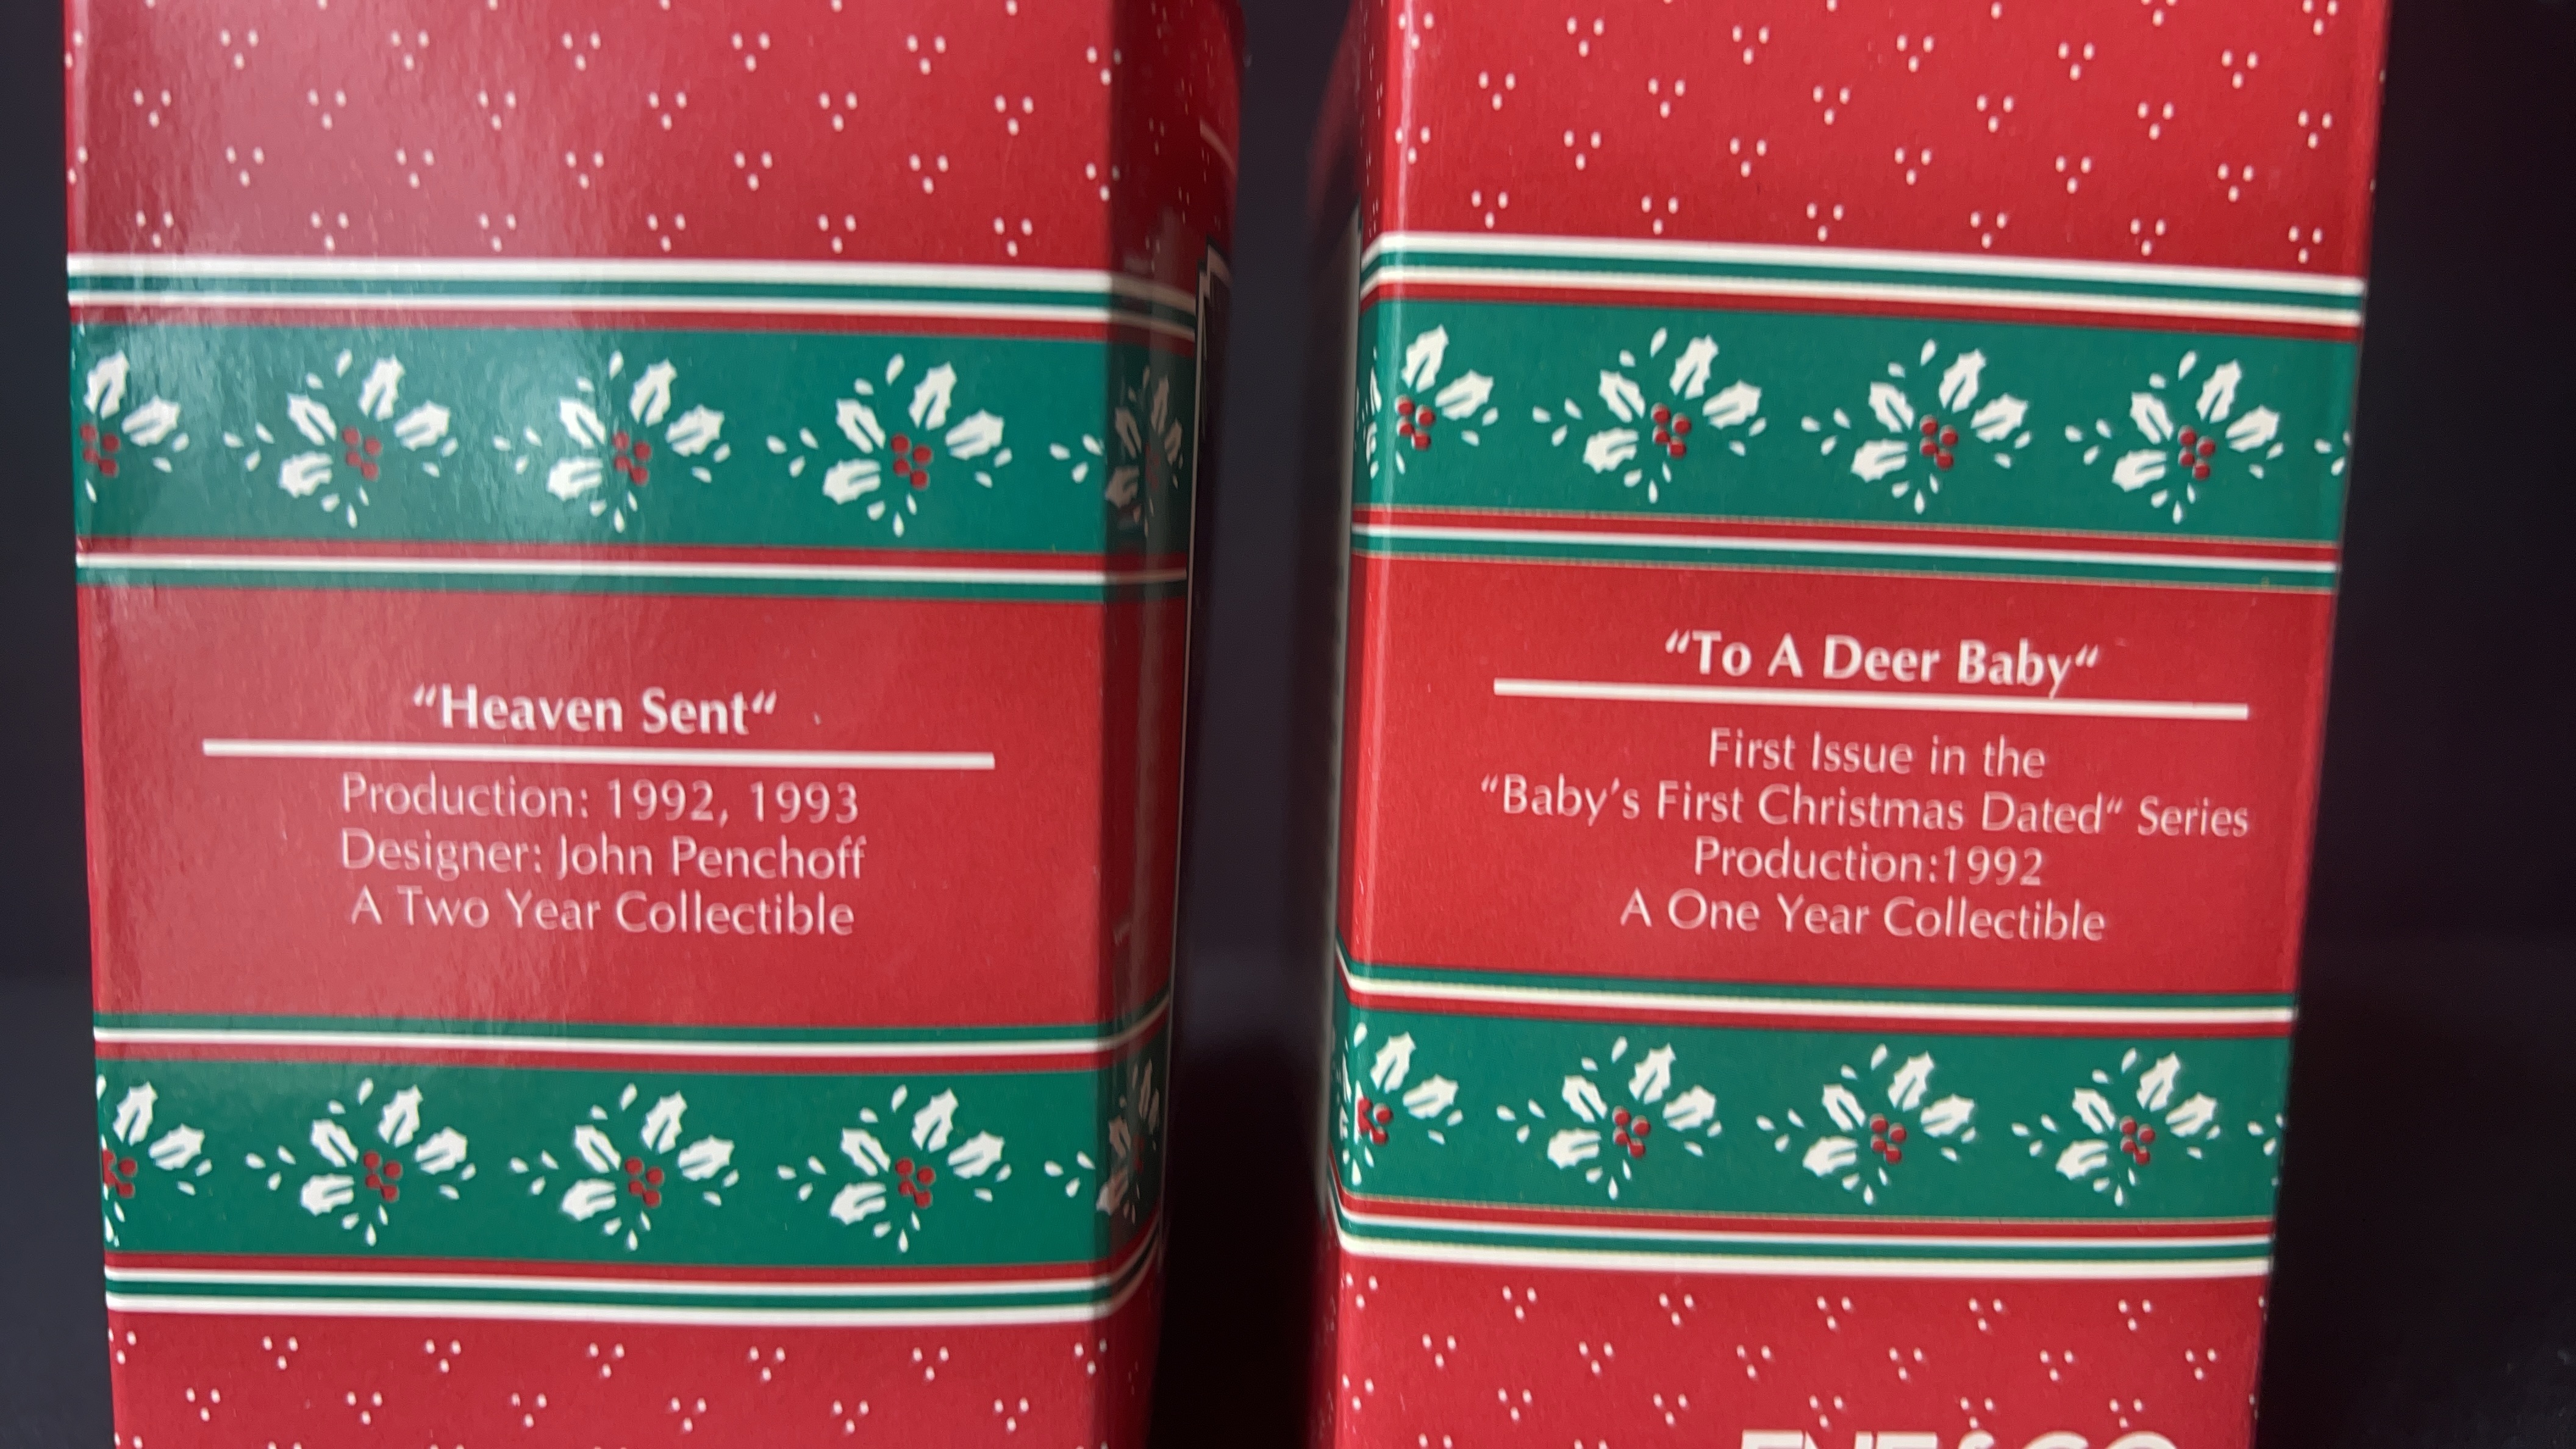 “Heaven Sent“
Production: 1992, 1993
Designer: John Penchoff
A Two Year Collectible
“To A Deer Baby“
First Issue in the
“Baby’s First Christmas Dated“ Series
Production:1992
A One Year Collectible